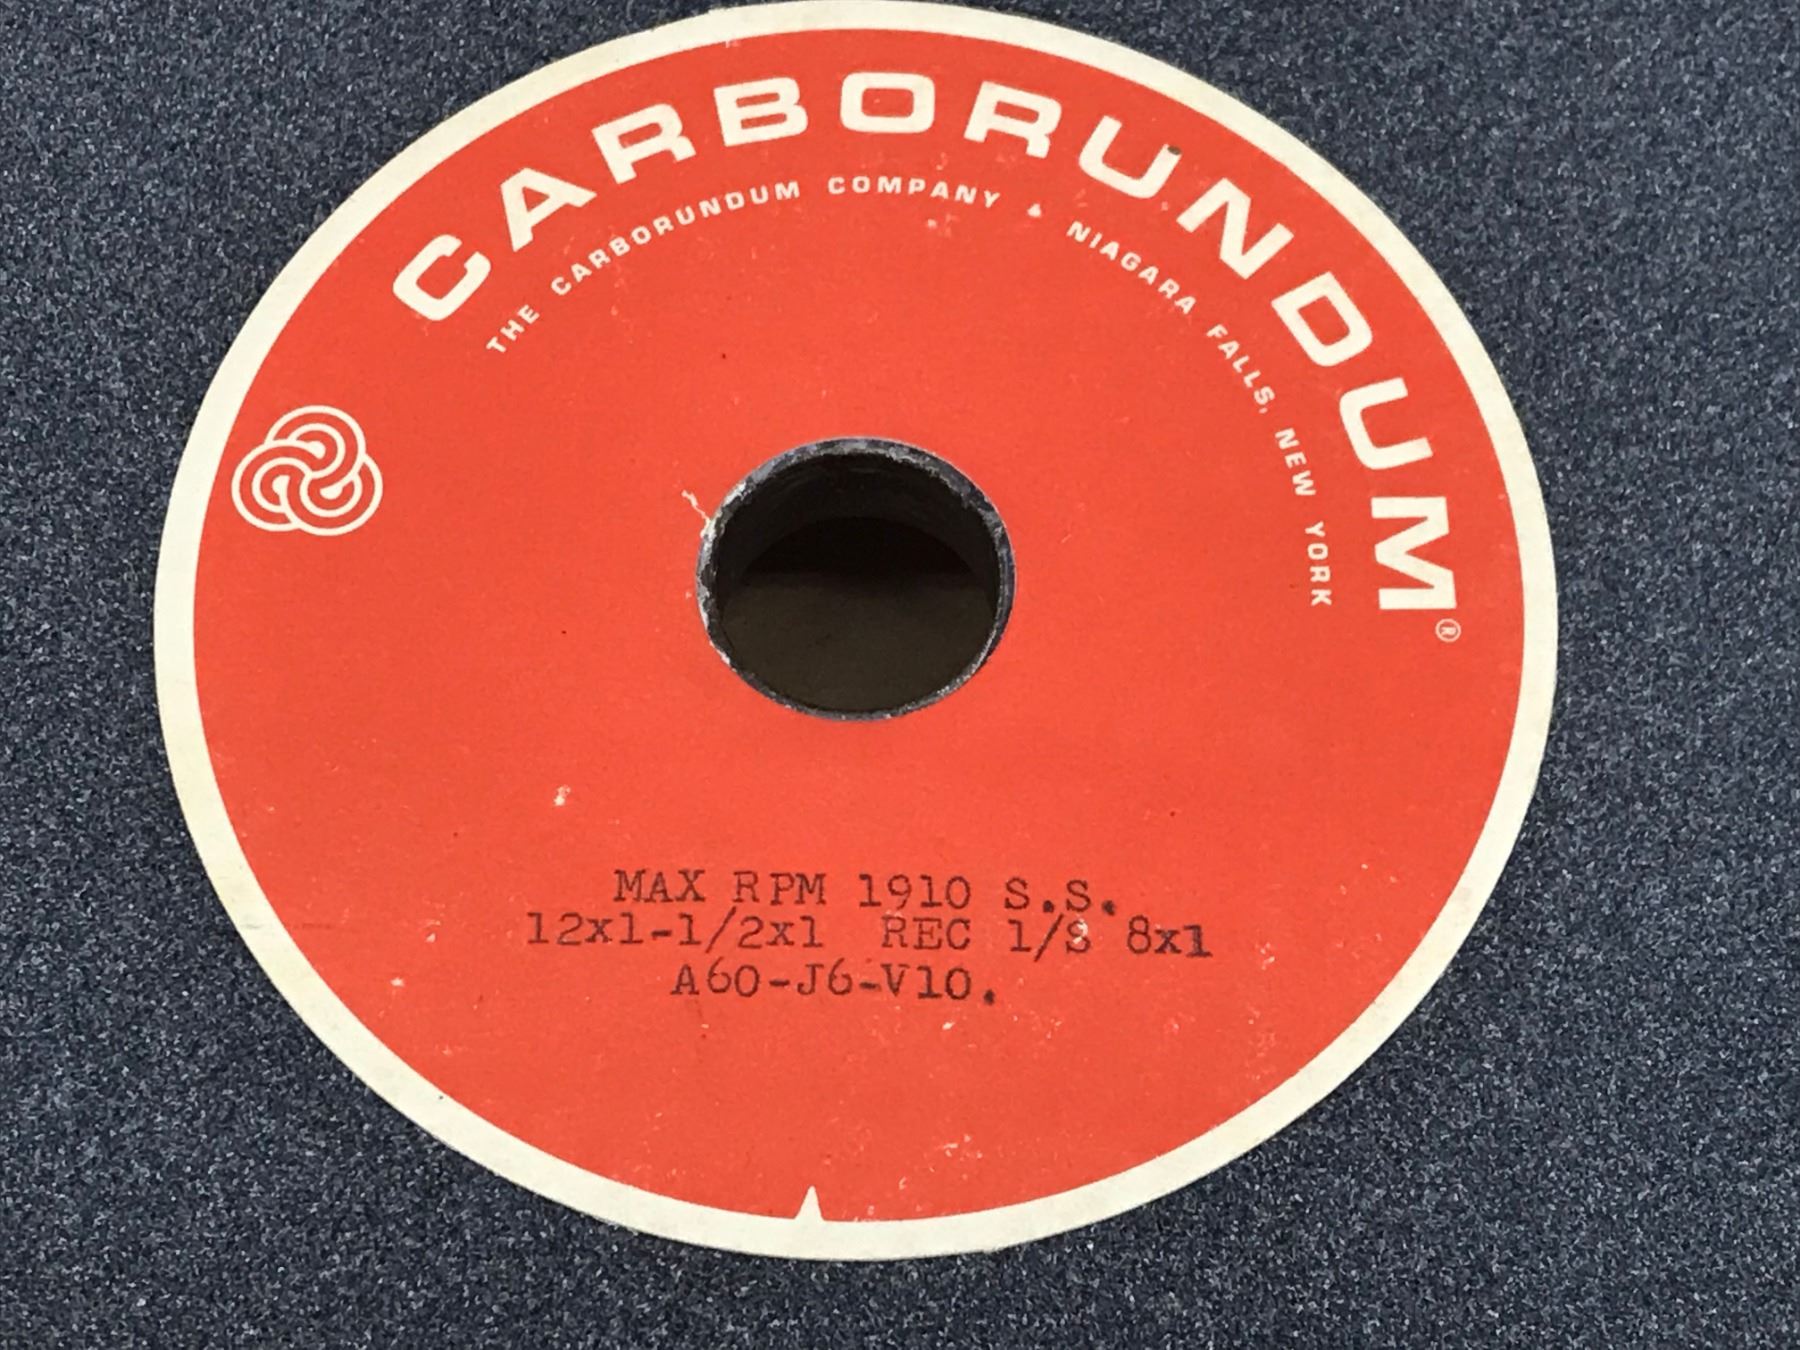 CARBORUNDUM®
THE CARBORUNDUM COMPANY ▲ NIAGARA FALLS, NEW YORK
MAX RPM 1910 S.S.
12x1-1/2x1 REC 1/8 8x1
A60-J6-V10.